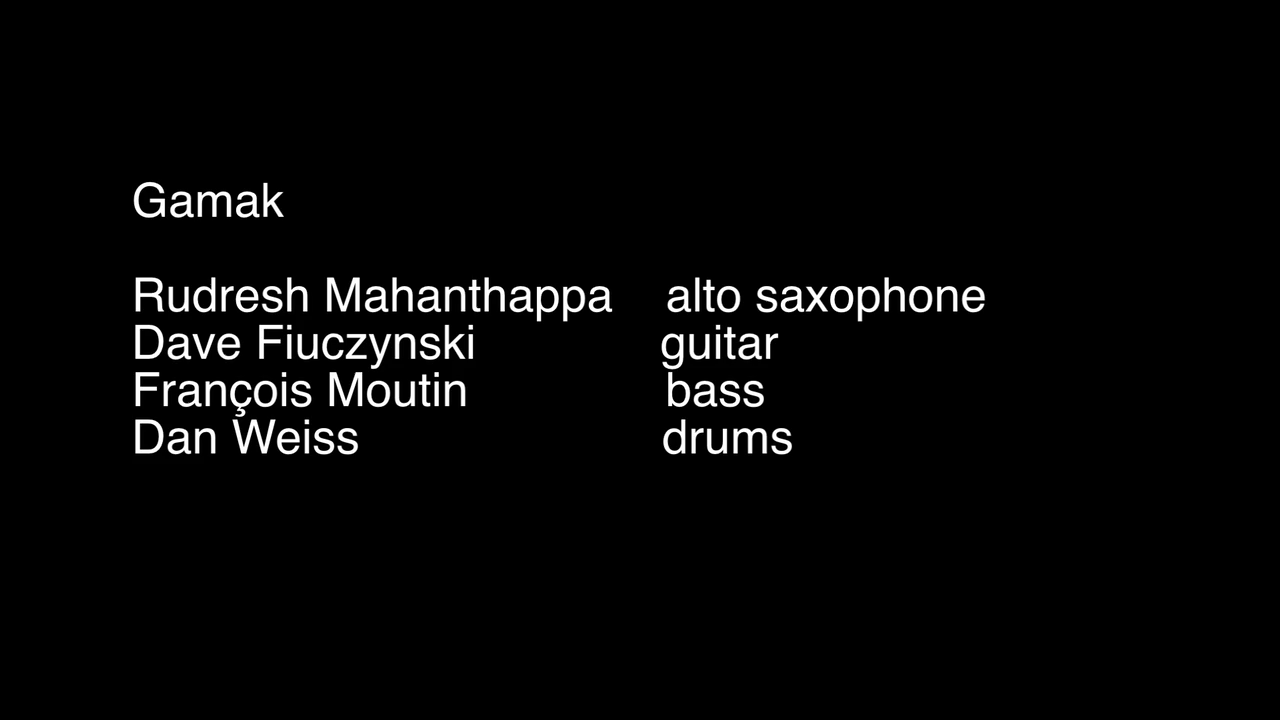 Gamak
Rudresh Mahanthappa alto saxophone
Dave Fiuczynski guitar
François Moutin bass
Dan Weiss drums